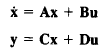 ẋ = Ax + Bu
y = Cx + Du